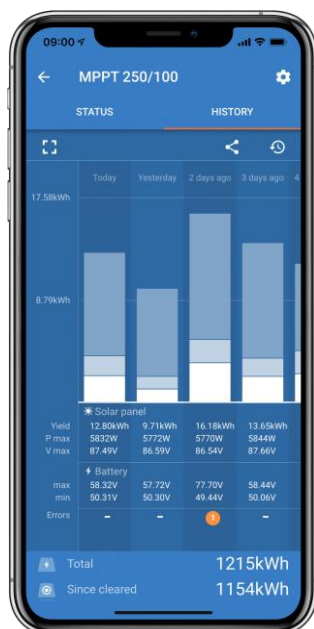 09:00
MPPT 250/100
STATUS HISTORY
Today Yesterday 2 days ago 3 days ago 4
17.58kWh
8.79kWh
Solar panel
Yield 12.80kWh 9.71kWh 16.18kWh 13.65kWh
P max 5832W 5772W 5770W 5844W
V max 87.49V 86.59V 86.54V 87.66V
Battery
max 58.32V 57.72V 77.70V 58.44V
min 50.31V 50.30V 49.44V 50.06V
Errors – – 1 –
Total 1215kWh
Since cleared 1154kWh